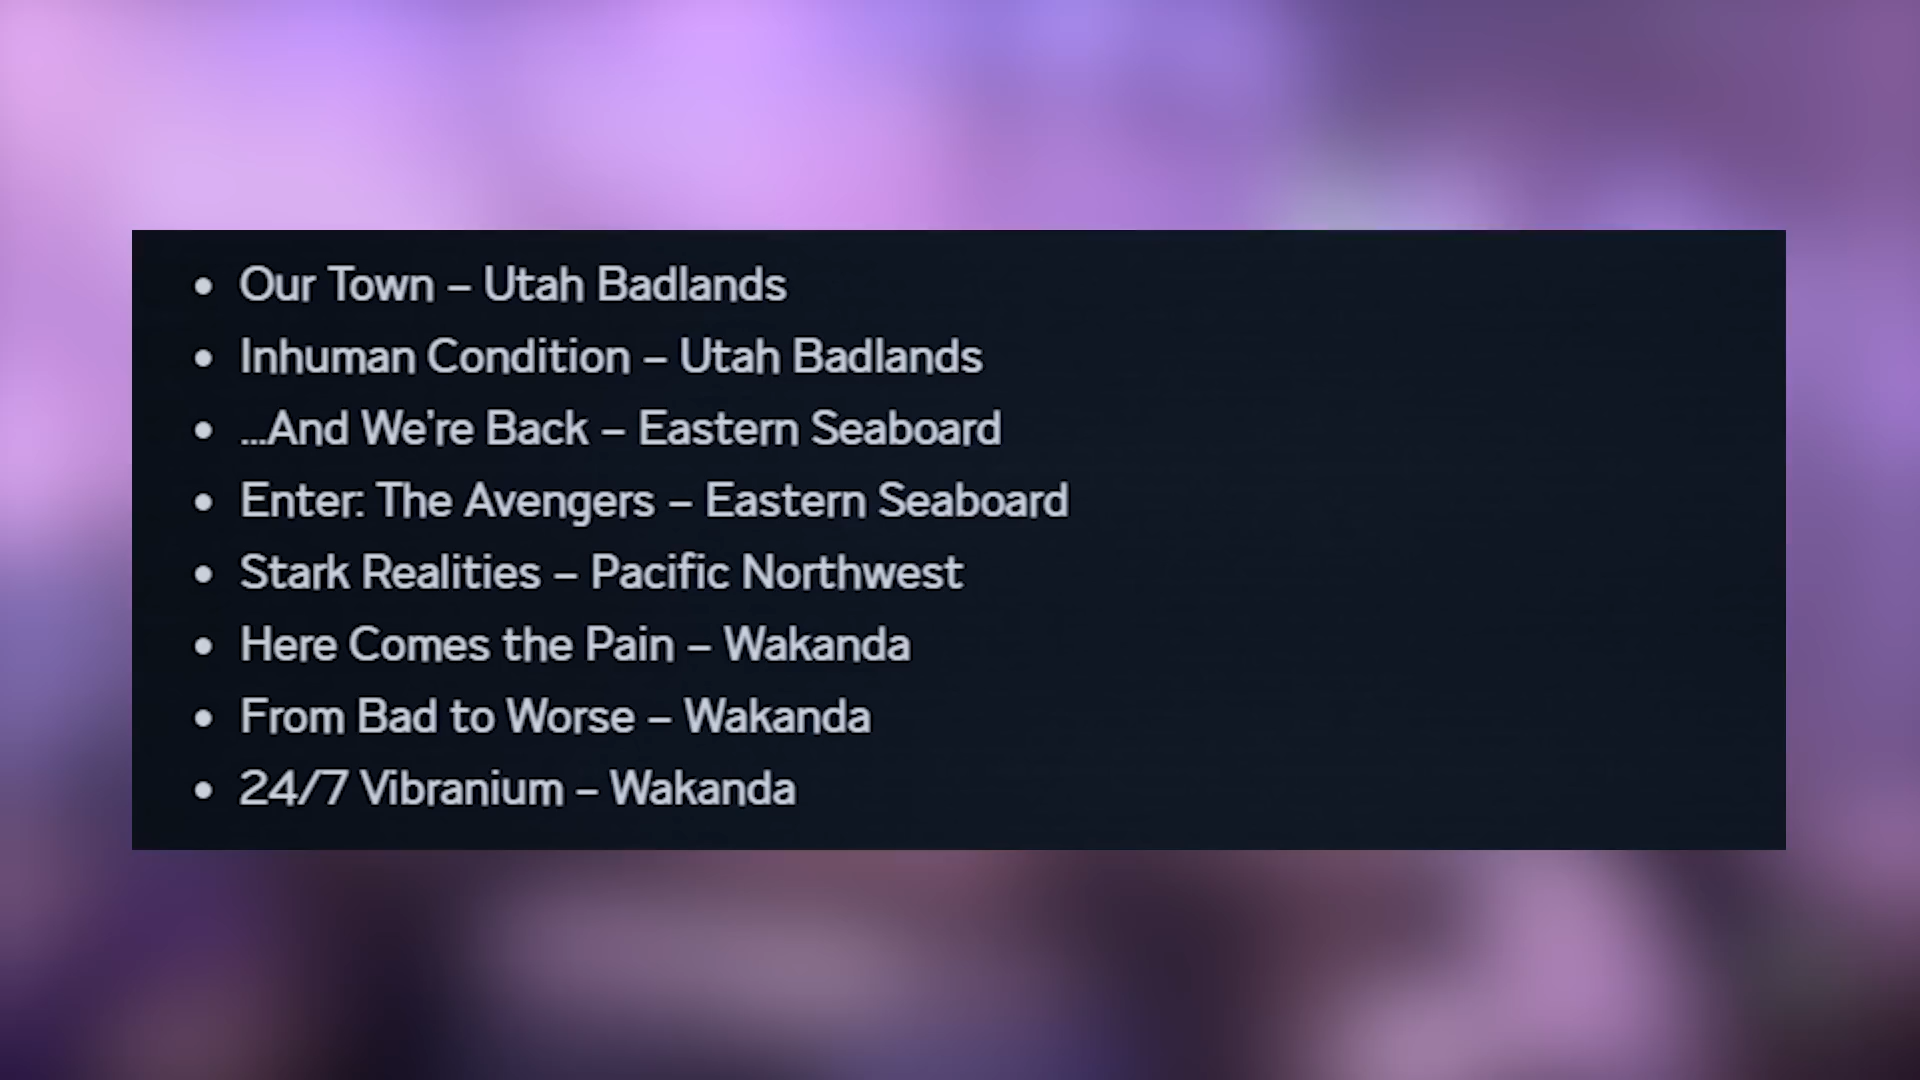 • Our Town – Utah Badlands
• Inhuman Condition – Utah Badlands
• ...And We're Back – Eastern Seaboard
• Enter: The Avengers – Eastern Seaboard
• Stark Realities – Pacific Northwest
• Here Comes the Pain – Wakanda
• From Bad to Worse – Wakanda
• 24/7 Vibranium – Wakanda